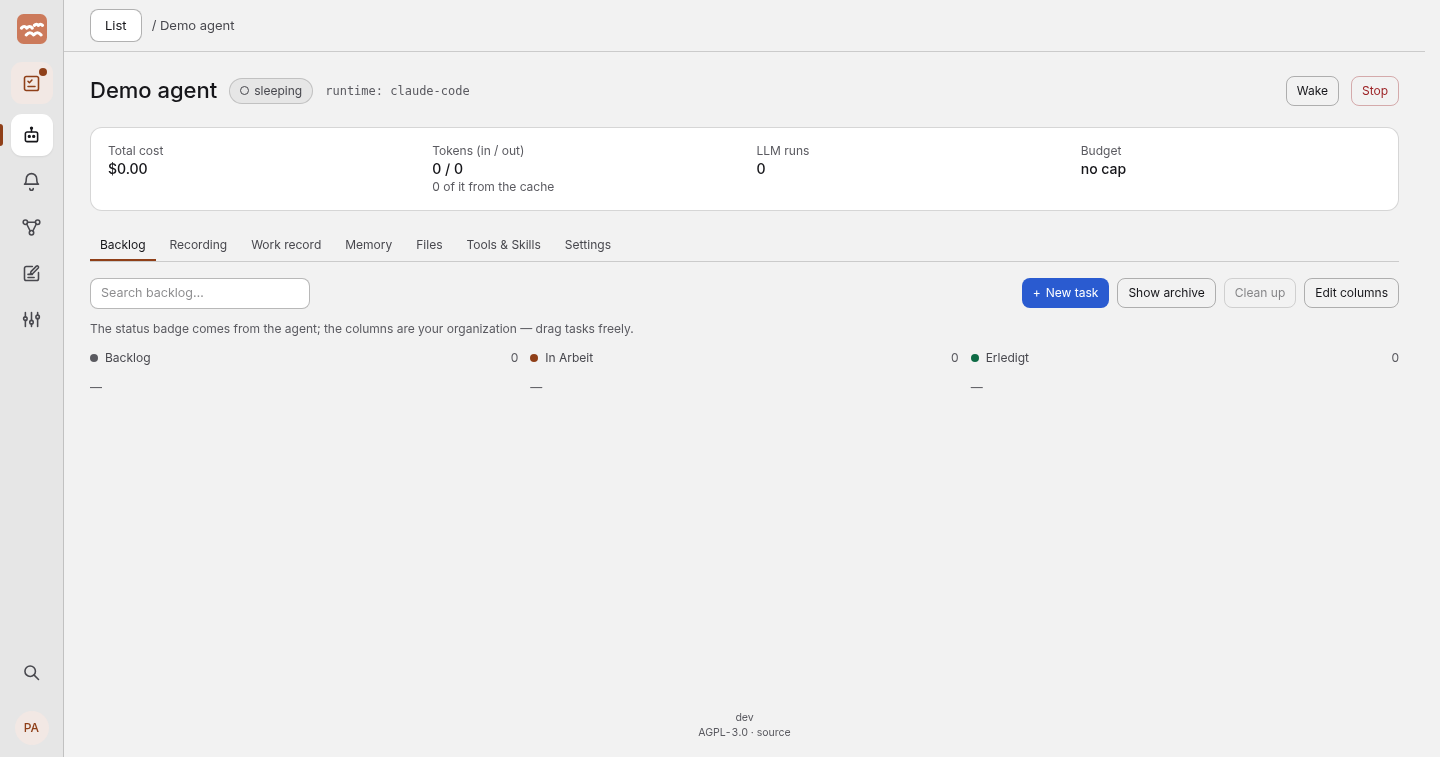 List / Demo agent
Demo agent sleeping runtime: claude-code Wake Stop
Total cost Tokens (in / out) LLM runs Budget
$0.00 0 / 0 0 no cap
0 of it from the cache
Backlog Recording Work record Memory Files Tools & Skills Settings
Search backlog... + New task Show archive Clean up Edit columns
The status badge comes from the agent; the columns are your organization — drag tasks freely.
Backlog 0 In Arbeit 0 Erledigt 0
— — —
PA
dev
AGPL-3.0 · source